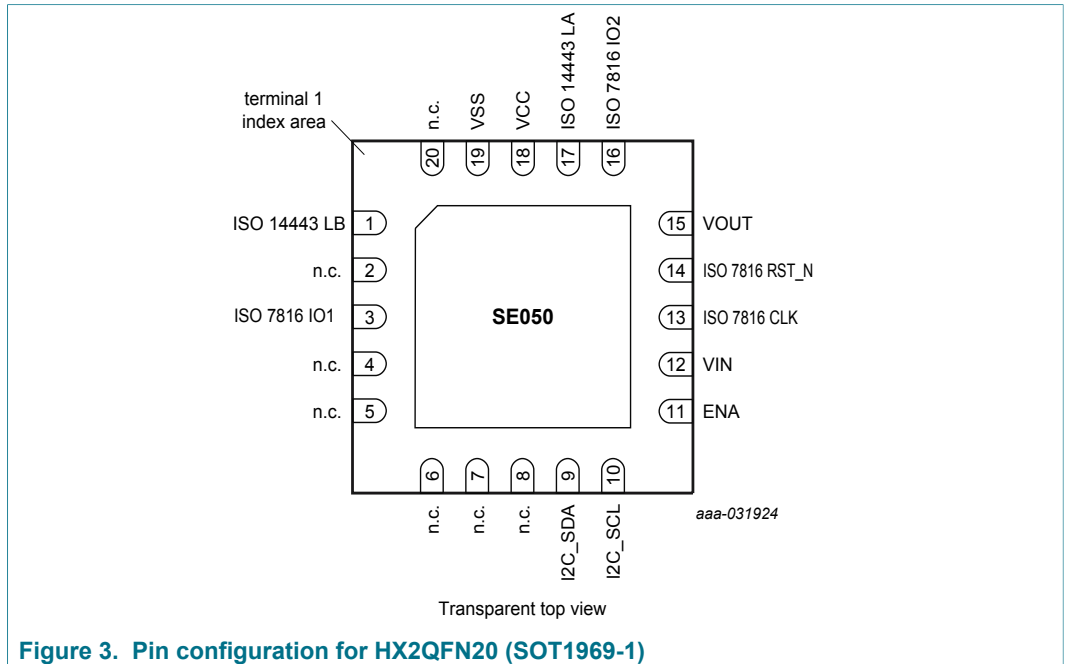 terminal 1
index area
n.c.
VSS
VCC
ISO 14443 LA
ISO 7816 IO2
20
19
18
17
16
ISO 14443 LB
1
15
VOUT
n.c.
2
14
ISO 7816 RST_N
ISO 7816 IO1
3
SE050
13
ISO 7816 CLK
n.c.
4
12
VIN
n.c.
5
11
ENA
6
7
8
9
10
n.c.
n.c.
n.c.
I2C_SDA
I2C_SCL
aaa-031924
Transparent top view
Figure 3. Pin configuration for HX2QFN20 (SOT1969-1)